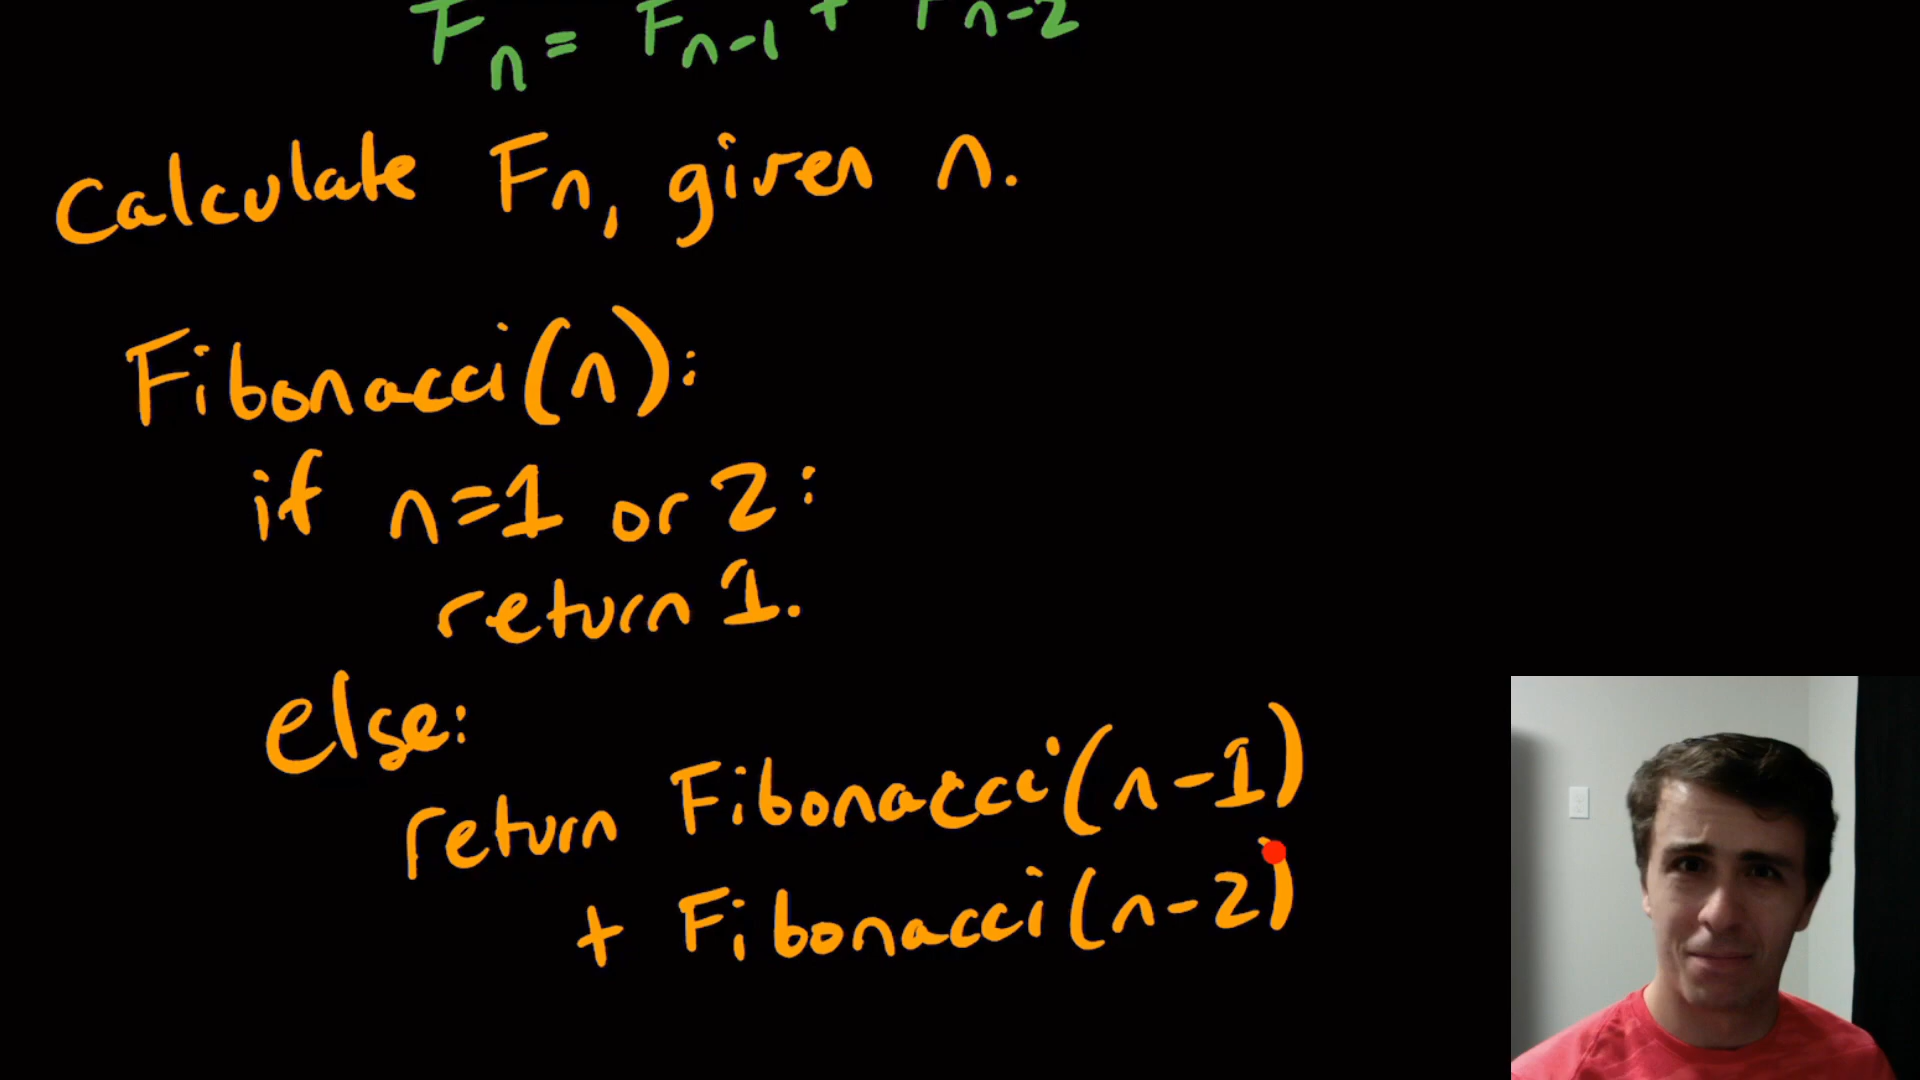 Fn = Fn-1 + Fn-2
Calculate Fn, given n.
Fibonacci(n):
if n=1 or 2:
return 1.
else:
return Fibonacci(n-1)
+ Fibonacci(n-2)